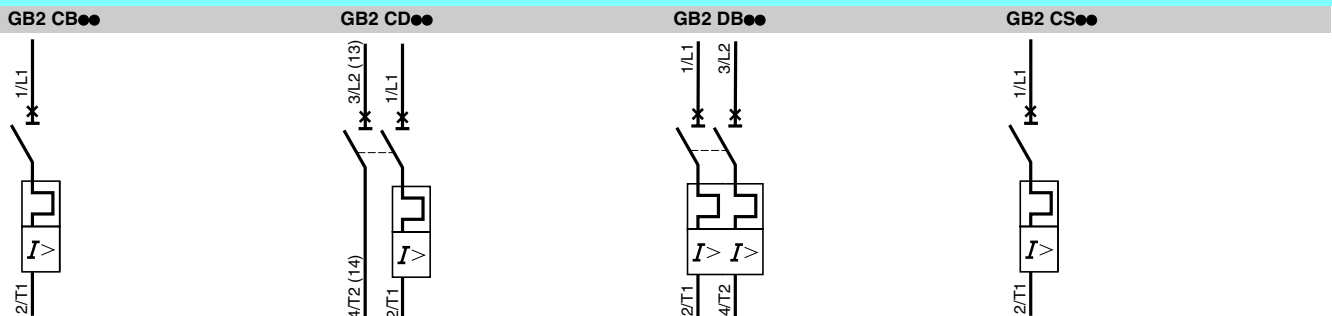 GB2 CB●●
GB2 CD●●
GB2 DB●●
GB2 CS●●
1/L1
3/L2 (13)
1/L1
1/L1
3/L2
1/L1
I>
I>
I> I>
I>
2/T1
4/T2 (14)
2/T1
2/T1
4/T2
2/T1